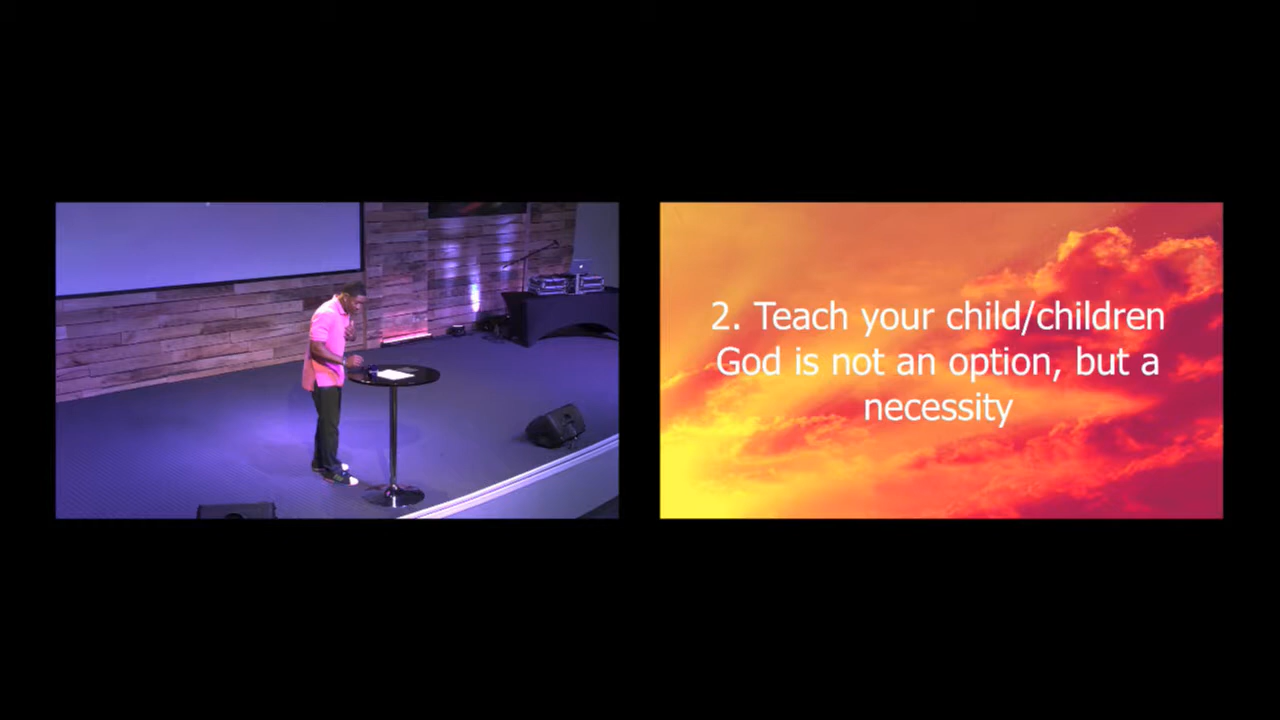 2. Teach your child/children
God is not an option, but a
necessity